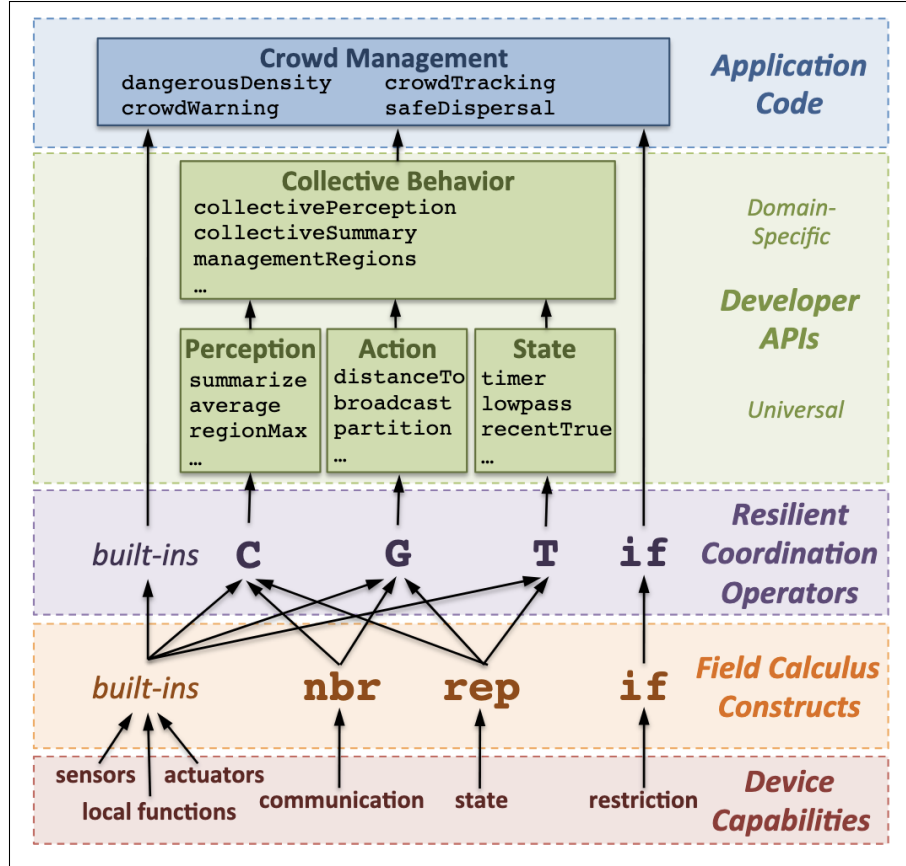 Crowd Management
dangerousDensity crowdTracking
crowdWarning safeDispersal
Application
Code
Collective Behavior
collectivePerception
collectiveSummary
managementRegions
…
Domain-
Specific
Developer
APIs
Universal
Perception
summarize
average
regionMax
…
Action
distanceTo
broadcast
partition
…
State
timer
lowpass
recentTrue
…
built-ins C G T if
Resilient
Coordination
Operators
built-ins nbr rep if
Field Calculus
Constructs
sensors actuators
local functions
communication state restriction
Device
Capabilities